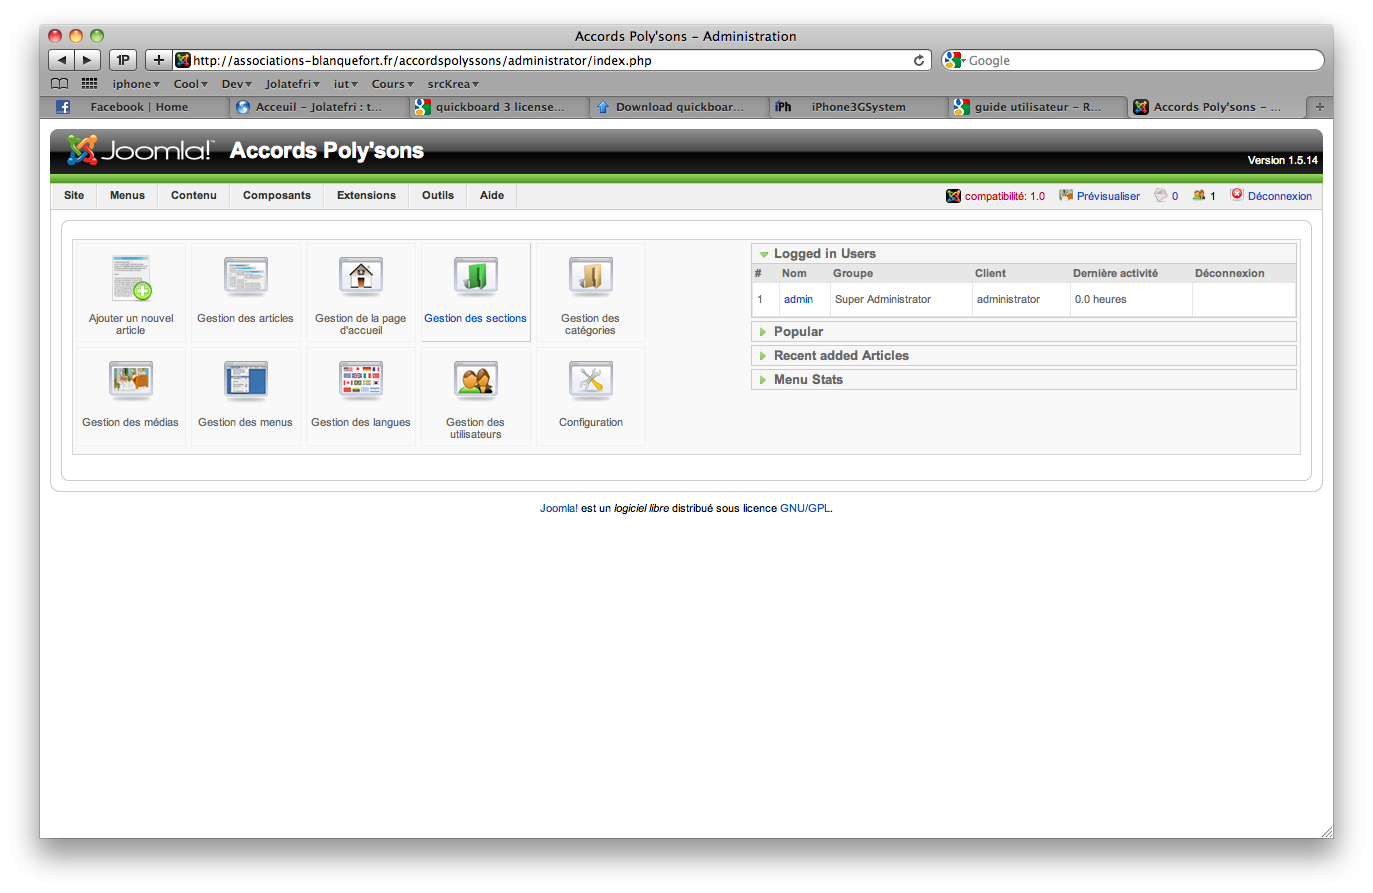 Accords Poly'sons – Administration
1P
+
http://associations-blanquefort.fr/accordspolyssons/administrator/index.php
Google
iphone▾ Cool▾ Dev▾ Jolatefri▾ iut▾ Cours▾ srcKrea▾
Facebook | Home
Acceuil – Jolatefri : t...
quickboard 3 license...
Download quickboar...
iPh iPhone3GSystem
guide utilisateur – R...
Accords Poly'sons – ...
+
Joomla!™ Accords Poly'sons
Version 1.5.14
Site Menus Contenu Composants Extensions Outils Aide
compatibilité: 1.0 Prévisualiser 0 1 Déconnexion
Ajouter un nouvel
article
Gestion des articles
Gestion de la page
d'accueil
Gestion des sections
Gestion des
catégories
Gestion des médias
Gestion des menus
Gestion des langues
Gestion des
utilisateurs
Configuration
Logged in Users
# Nom Groupe Client Dernière activité Déconnexion
1 admin Super Administrator administrator 0.0 heures
Popular
Recent added Articles
Menu Stats
Joomla! est un logiciel libre distribué sous licence GNU/GPL.